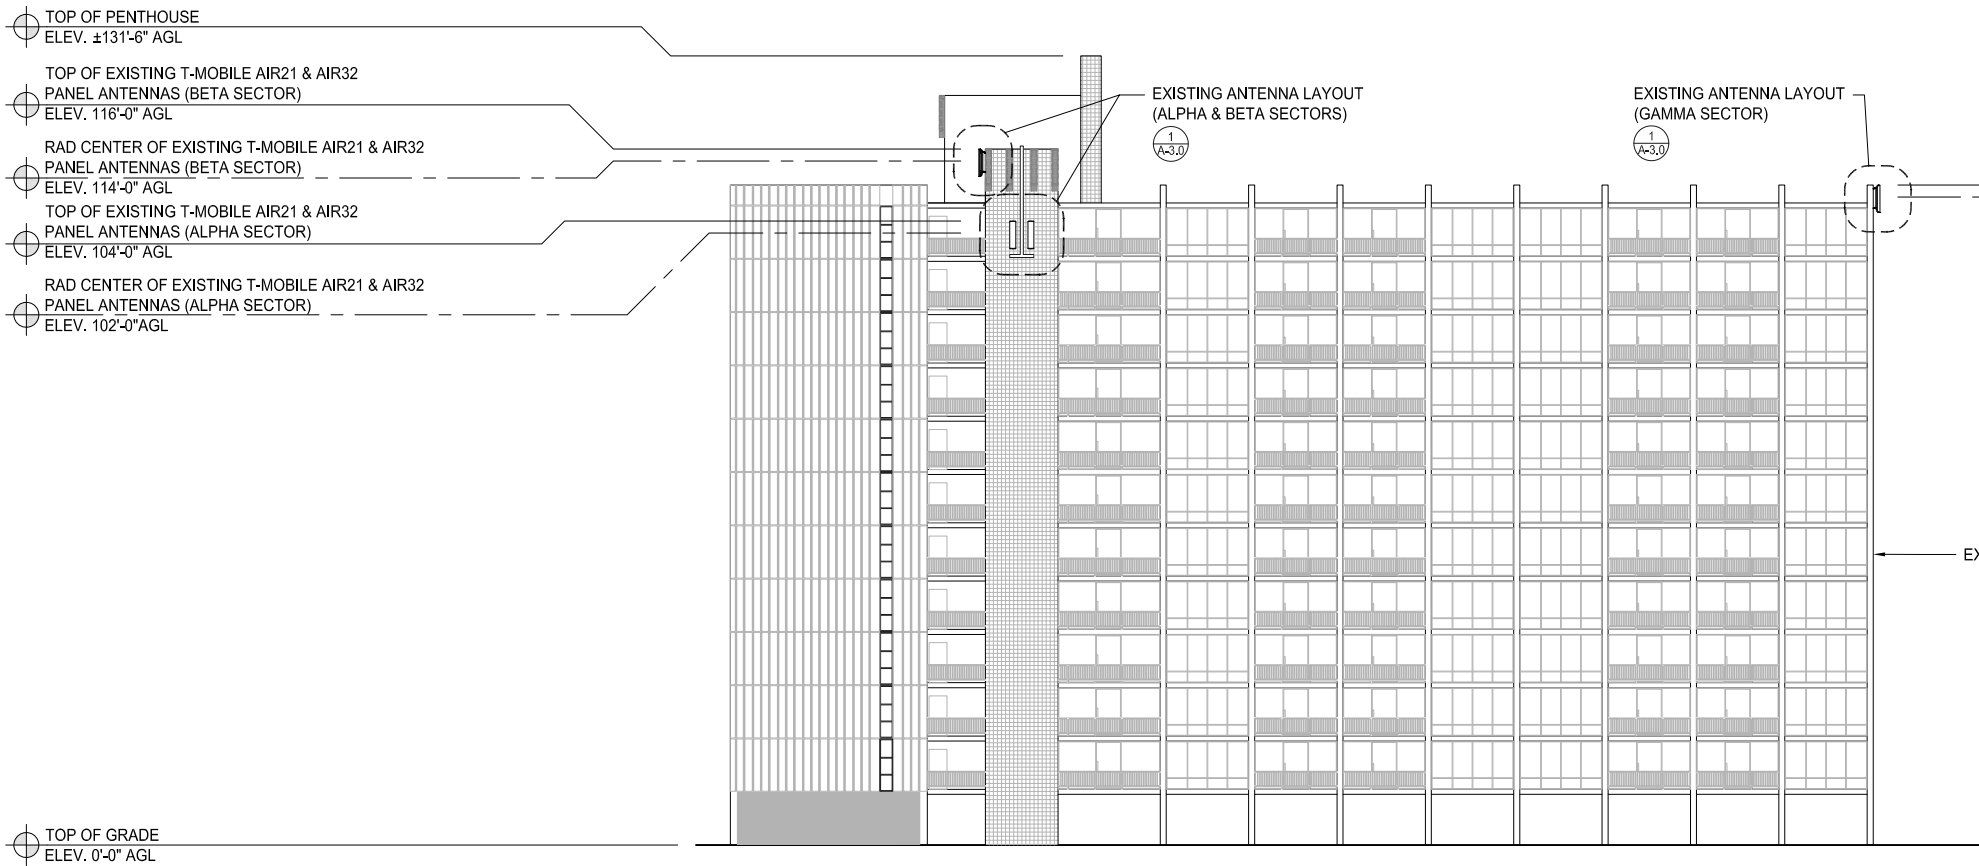 TOP OF PENTHOUSE
ELEV. ±131'-6" AGL
TOP OF EXISTING T-MOBILE AIR21 & AIR32
PANEL ANTENNAS (BETA SECTOR)
ELEV. 116'-0" AGL
RAD CENTER OF EXISTING T-MOBILE AIR21 & AIR32
PANEL ANTENNAS (BETA SECTOR)
ELEV. 114'-0" AGL
TOP OF EXISTING T-MOBILE AIR21 & AIR32
PANEL ANTENNAS (ALPHA SECTOR)
ELEV. 104'-0" AGL
RAD CENTER OF EXISTING T-MOBILE AIR21 & AIR32
PANEL ANTENNAS (ALPHA SECTOR)
ELEV. 102'-0"AGL
EXISTING ANTENNA LAYOUT
(ALPHA & BETA SECTORS)
1
A-3.0
EXISTING ANTENNA LAYOUT
(GAMMA SECTOR)
1
A-3.0
EX
TOP OF GRADE
ELEV. 0'-0" AGL